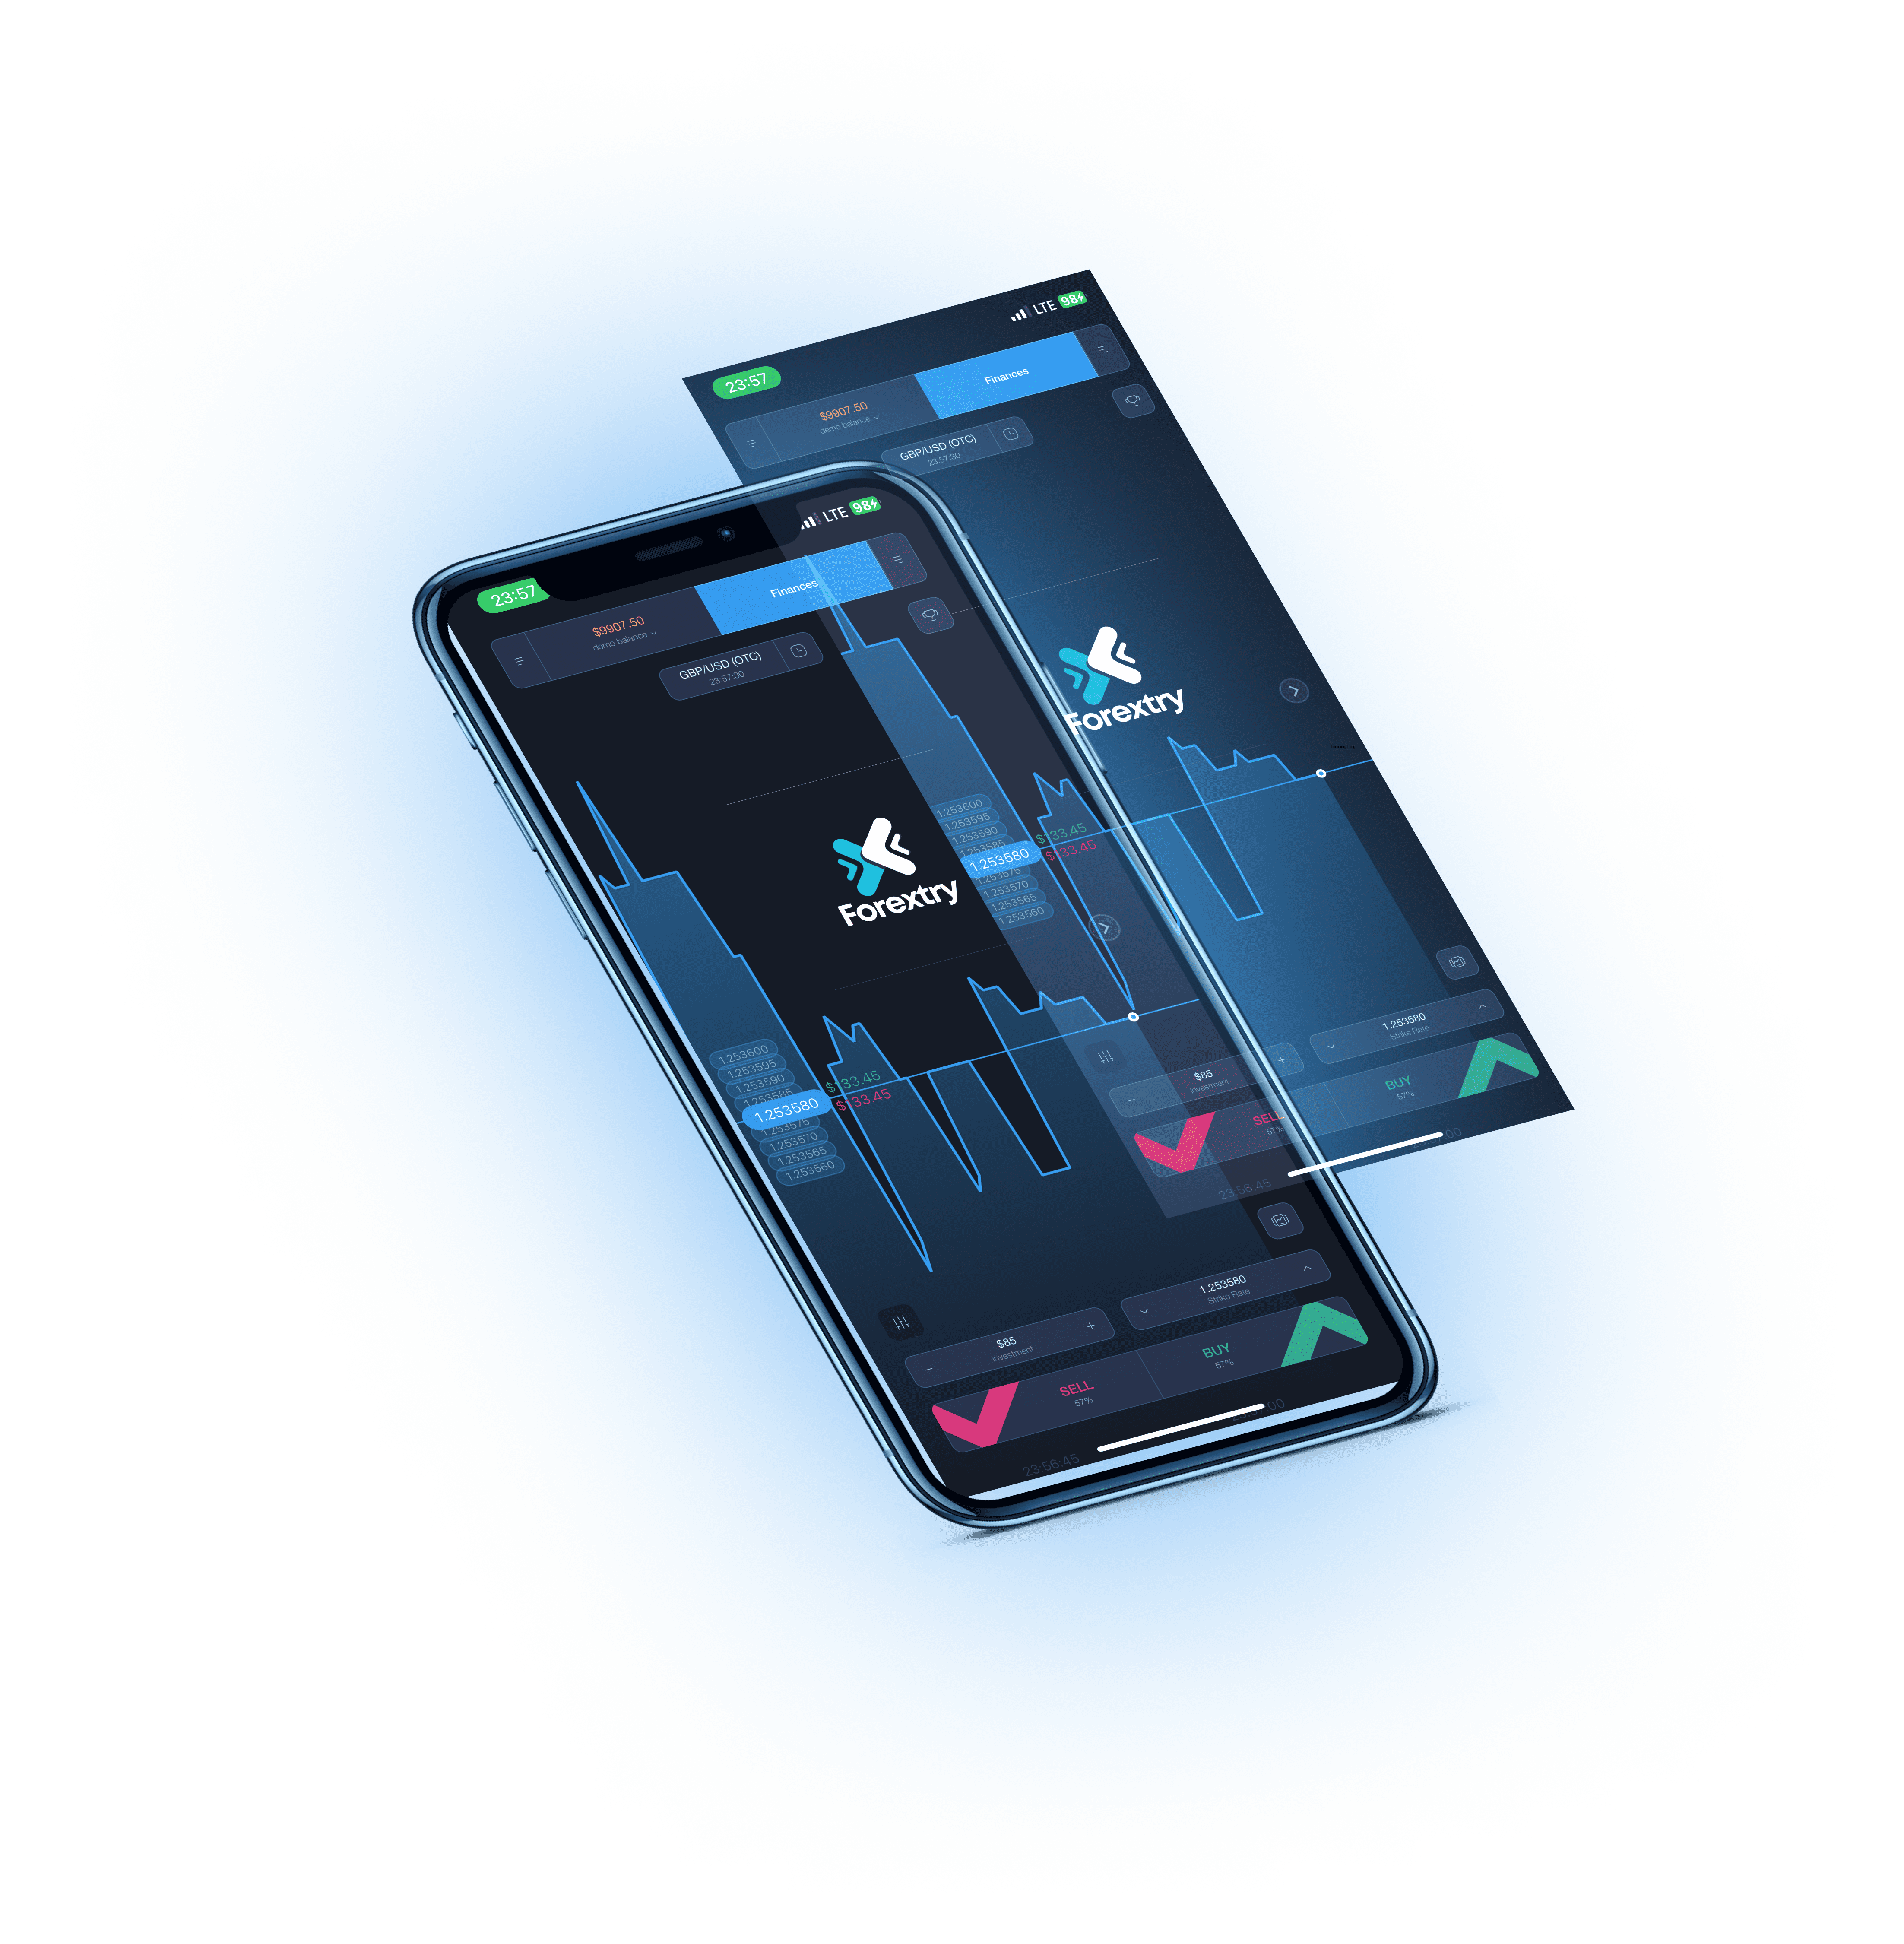 23:57
LTE 98
$9907.50
demo balance
Finances
GBP/USD (OTC)
23:57:30
Forextry
1.253600
1.253595
1.253590
1.253585
1.253580
1.253575
1.253570
1.253565
1.253560
$133.45
$133.45
$85
investment
1.253580
Strike Rate
SELL
57%
BUY
57%
23:56:45
23:57
LTE 98
$9907.50
demo balance
Finances
GBP/USD (OTC)
23:57:30
Forextry
1.253600
1.253595
1.253590
1.253585
1.253580
1.253575
1.253570
1.253565
1.253560
$133.45
$133.45
$85
investment
1.253580
Strike Rate
SELL
57%
BUY
57%
23:56:45